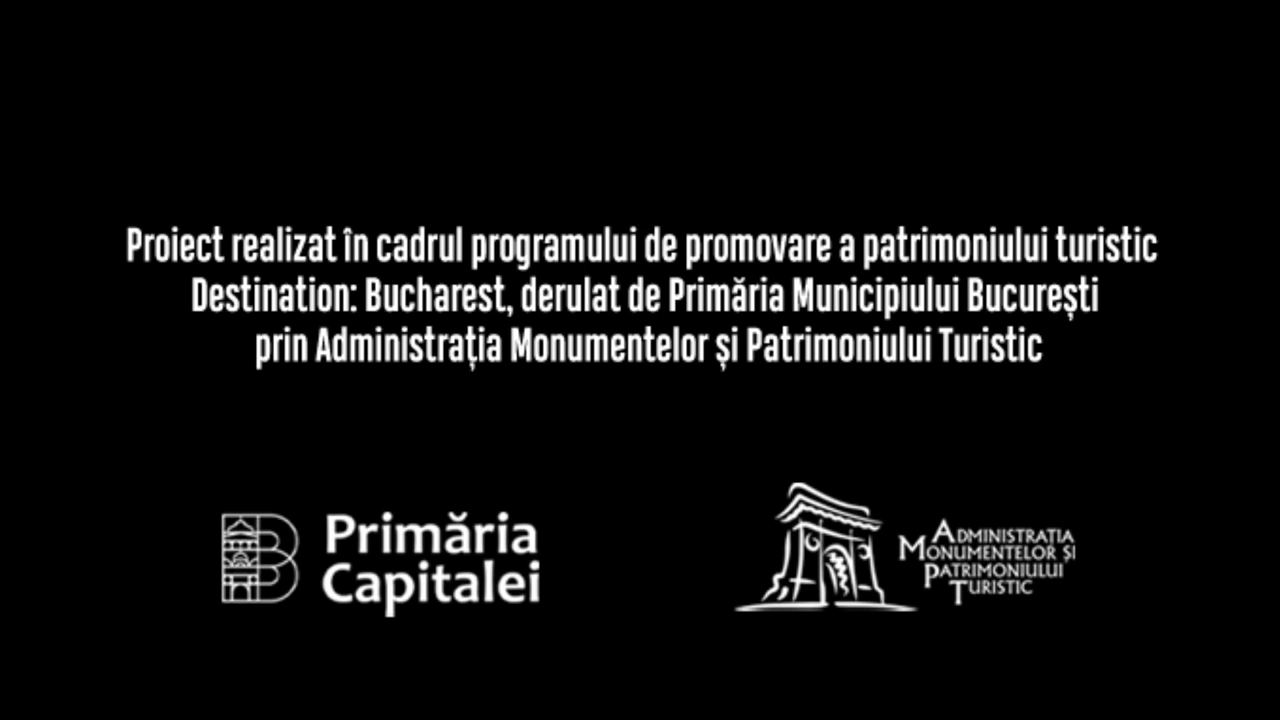 Proiect realizat în cadrul programului de promovare a patrimoniului turistic
Destination: Bucharest, derulat de Primăria Municipiului București
prin Administrația Monumentelor și Patrimoniului Turistic
Primăria
Capitalei
ADMINISTRAȚIA
MONUMENTELOR ȘI
PATRIMONIULUI
TURISTIC